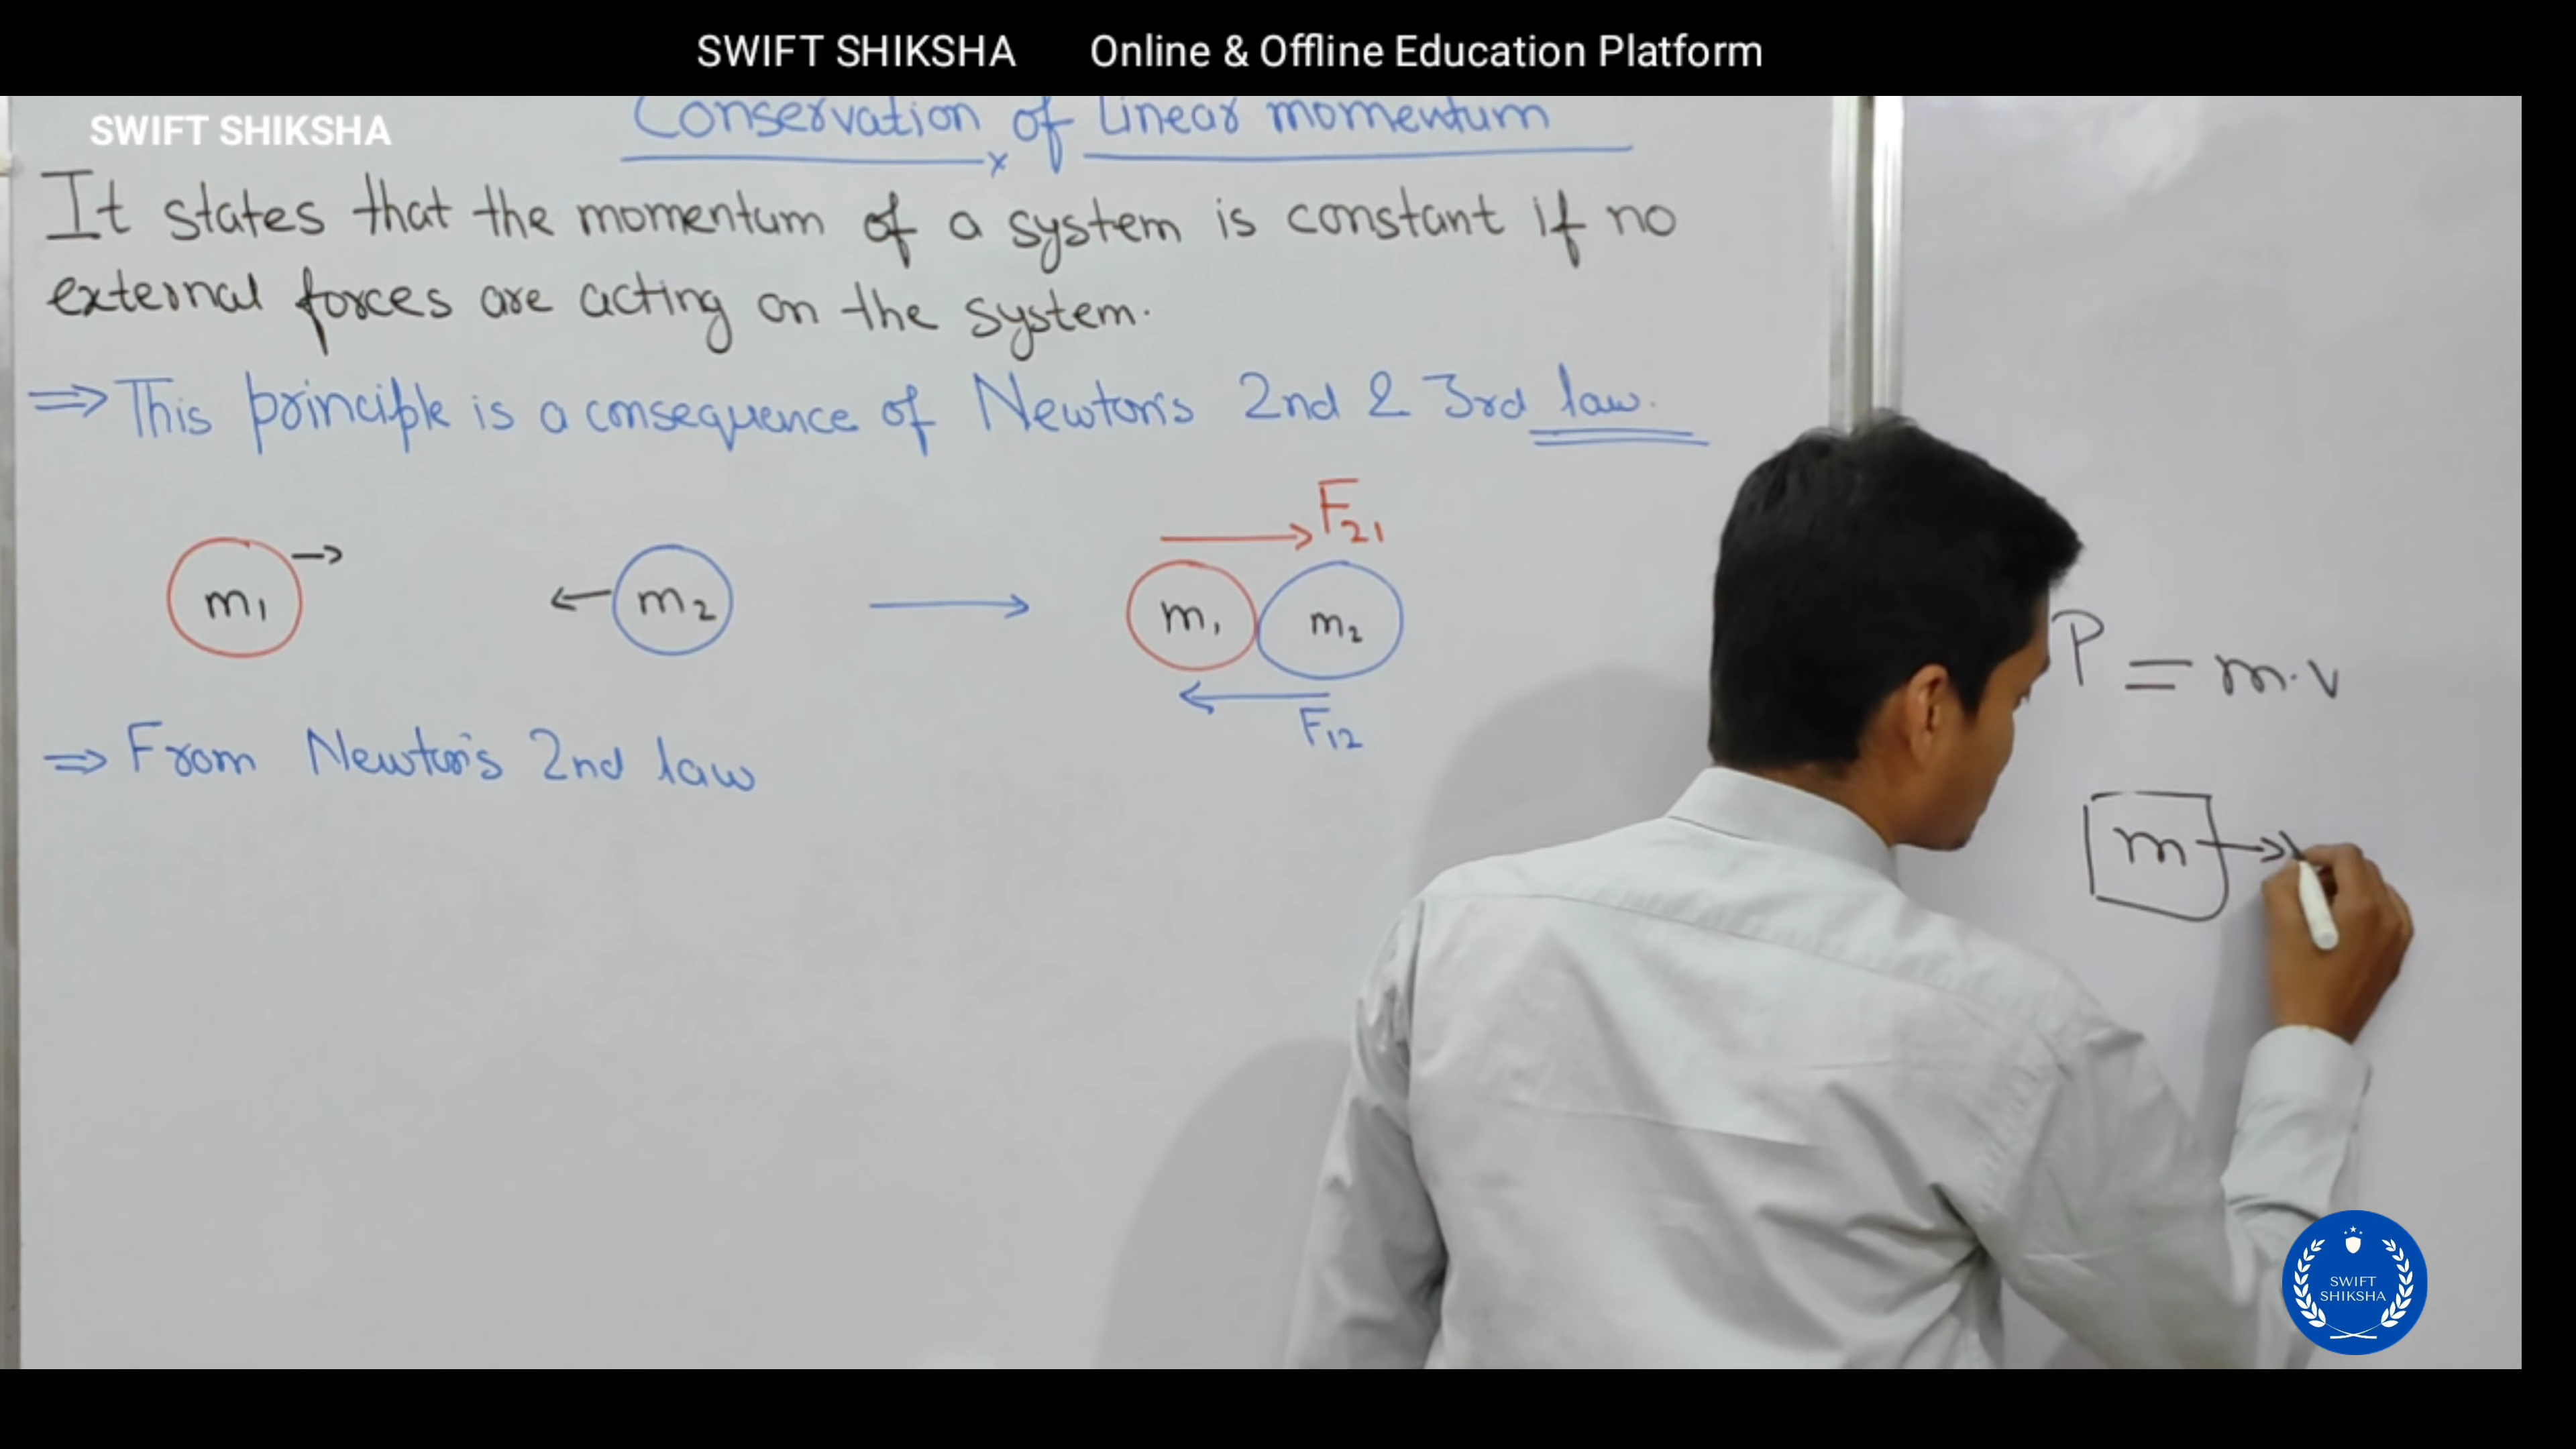 SWIFT SHIKSHA Online & Offline Education Platform
SWIFT SHIKSHA
Conservation of Linear momentum
It states that the momentum of a system is constant if no
external forces are acting on the system.
⇒ This principle is a consequence of Newton's 2nd & 3rd law.
F21
m1 → ← m2 → m1 m2
F12
⇒ From Newton's 2nd law
P = m.v
m →
SWIFT
SHIKSHA